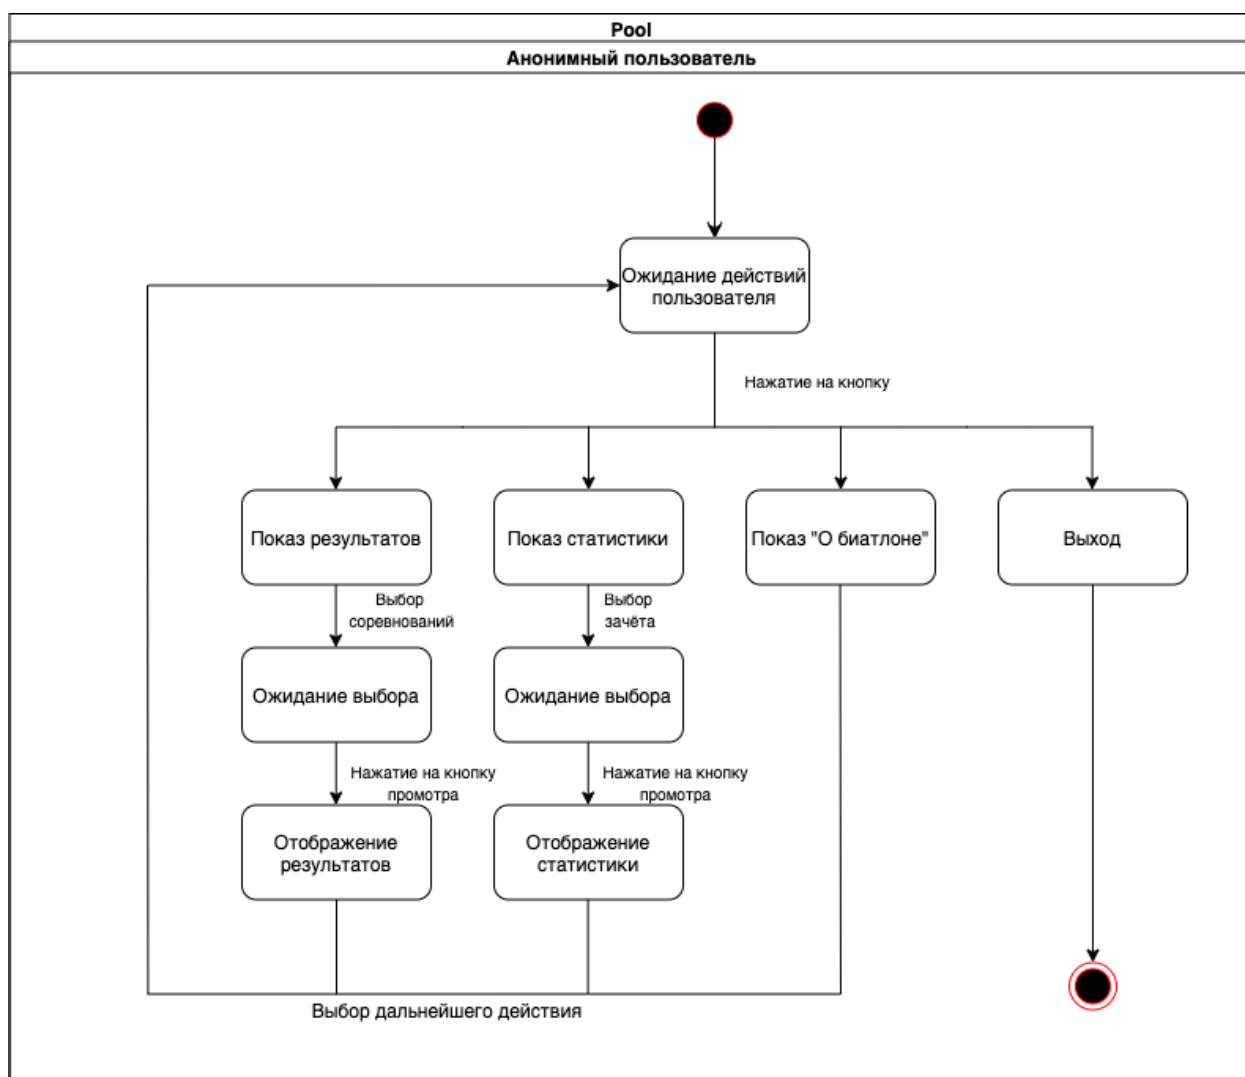 Pool
Анонимный пользователь
Ожидание действий
пользователя
Нажатие на кнопку
Показ результатов
Показ статистики
Показ "О биатлоне"
Выход
Выбор
соревнований
Выбор
зачёта
Ожидание выбора
Ожидание выбора
Нажатие на кнопку
промотра
Нажатие на кнопку
промотра
Отображение
результатов
Отображение
статистики
Выбор дальнейшего действия